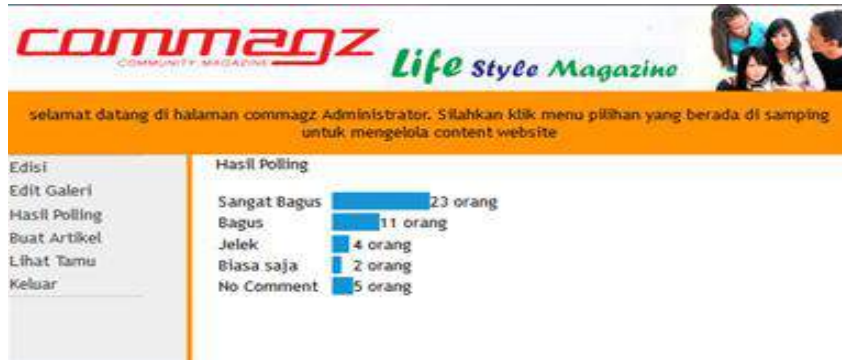 commagz
COMMUNITY MAGAZINE
Life Style Magazine
selamat datang di halaman commagz Administrator. Silahkan klik menu pilihan yang berada di samping
untuk mengelola content website
Edisi
Edit Galeri
Hasil Polling
Buat Artikel
Lihat Tamu
Keluar
Hasil Polling
Sangat Bagus 23 orang
Bagus 11 orang
Jelek 4 orang
Biasa saja 2 orang
No Comment 5 orang